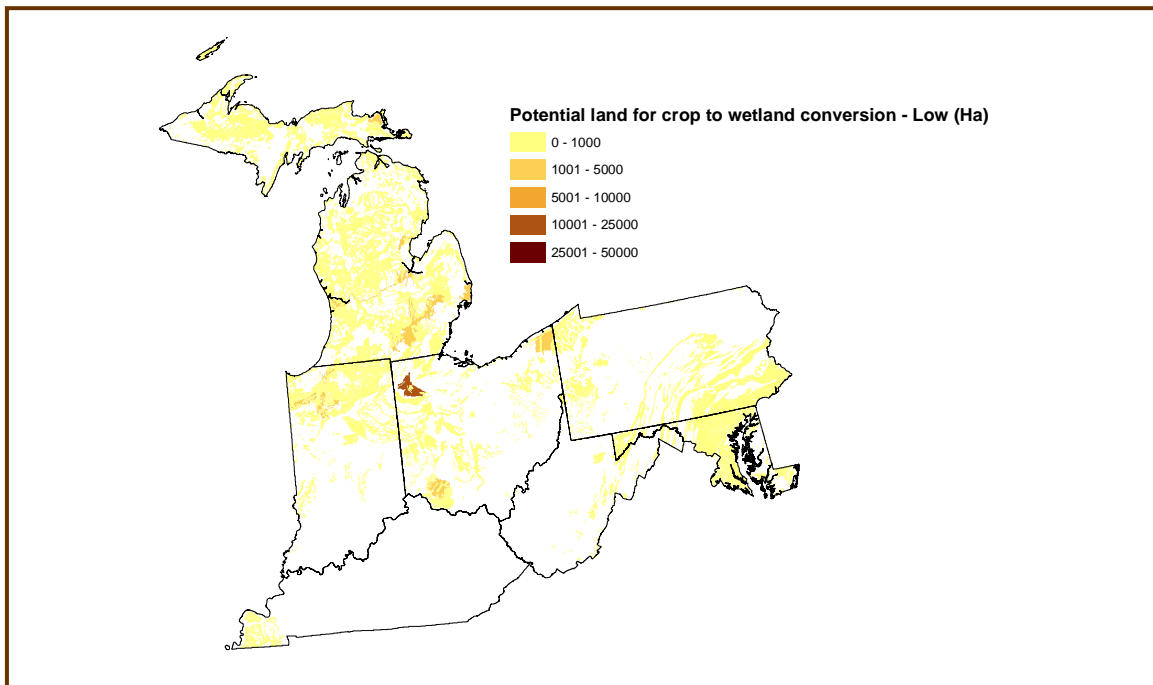 Potential land for crop to wetland conversion - Low (Ha)
0 - 1000
1001 - 5000
5001 - 10000
10001 - 25000
25001 - 50000